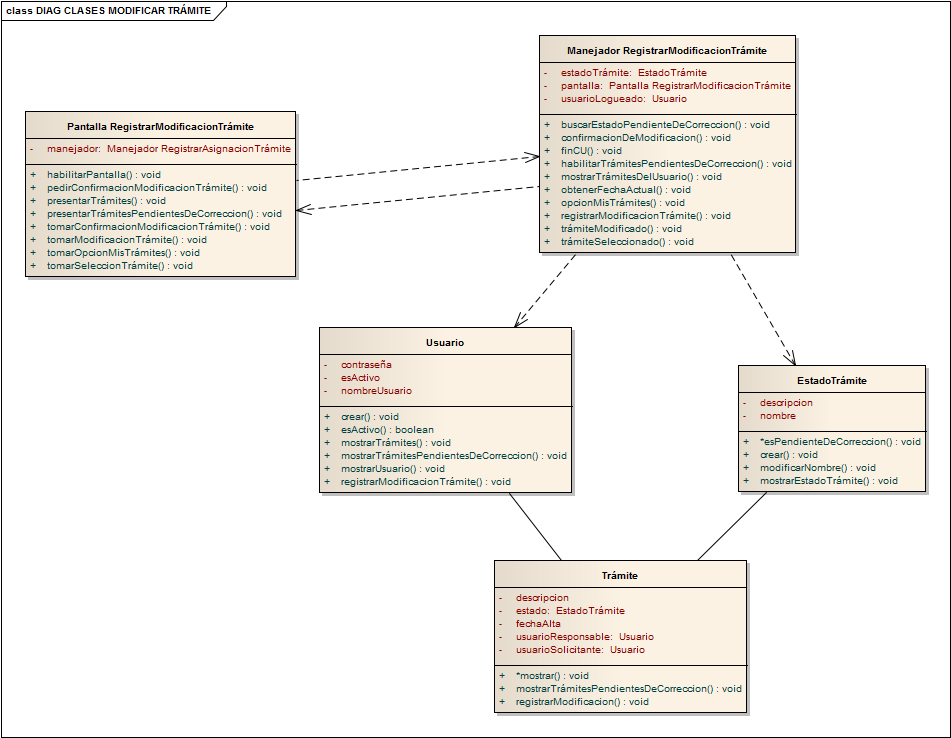 class DIAG CLASES MODIFICAR TRÁMITE
Manejador RegistrarModificacionTrámite
- estadoTrámite: EstadoTrámite
- pantalla: Pantalla RegistrarModificacionTrámite
- usuarioLogueado: Usuario
+ buscarEstadoPendienteDeCorreccion() : void
+ confirmacionDeModificacion() : void
+ finCU() : void
+ habilitarTrámitesPendientesDeCorreccion() : void
+ mostrarTrámitesDelUsuario() : void
+ obtenerFechaActual() : void
+ opcionMisTrámites() : void
+ registrarModificacionTrámite() : void
+ trámiteModificado() : void
+ trámiteSeleccionado() : void
Pantalla RegistrarModificacionTrámite
- manejador: Manejador RegistrarAsignacionTrámite
+ habilitarPantalla() : void
+ pedirConfirmacionModificacionTrámite() : void
+ presentarTrámites() : void
+ presentarTrámitesPendientesDeCorreccion() : void
+ tomarConfirmacionModificacionTrámite() : void
+ tomarModificacionTrámite() : void
+ tomarOpcionMisTrámites() : void
+ tomarSeleccionTrámite() : void
Usuario
- contraseña
- esActivo
- nombreUsuario
+ crear() : void
+ esActivo() : boolean
+ mostrarTrámites() : void
+ mostrarTrámitesPendientesDeCorreccion() : void
+ mostrarUsuario() : void
+ registrarModificacionTrámite() : void
EstadoTrámite
- descripcion
- nombre
+ *esPendienteDeCorreccion() : void
+ crear() : void
+ modificarNombre() : void
+ mostrarEstadoTrámite() : void
Trámite
- descripcion
- estado: EstadoTrámite
- fechaAlta
- usuarioResponsable: Usuario
- usuarioSolicitante: Usuario
+ *mostrar() : void
+ mostrarTrámitesPendientesDeCorreccion() : void
+ registrarModificacion() : void